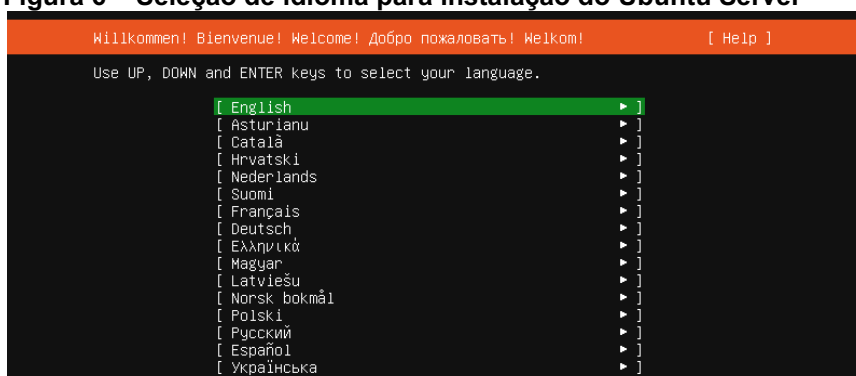 Figura 6 – Seleção de idioma para instalação do Ubuntu Server
Willkommen! Bienvenue! Welcome! Добро пожаловать! Welkom! [ Help ]
Use UP, DOWN and ENTER keys to select your language.
[ English ► ]
[ Asturianu ► ]
[ Català ► ]
[ Hrvatski ► ]
[ Nederlands ► ]
[ Suomi ► ]
[ Français ► ]
[ Deutsch ► ]
[ Ελληνικά ► ]
[ Magyar ► ]
[ Latviešu ► ]
[ Norsk bokmål ► ]
[ Polski ► ]
[ Русский ► ]
[ Español ► ]
[ Українська ► ]